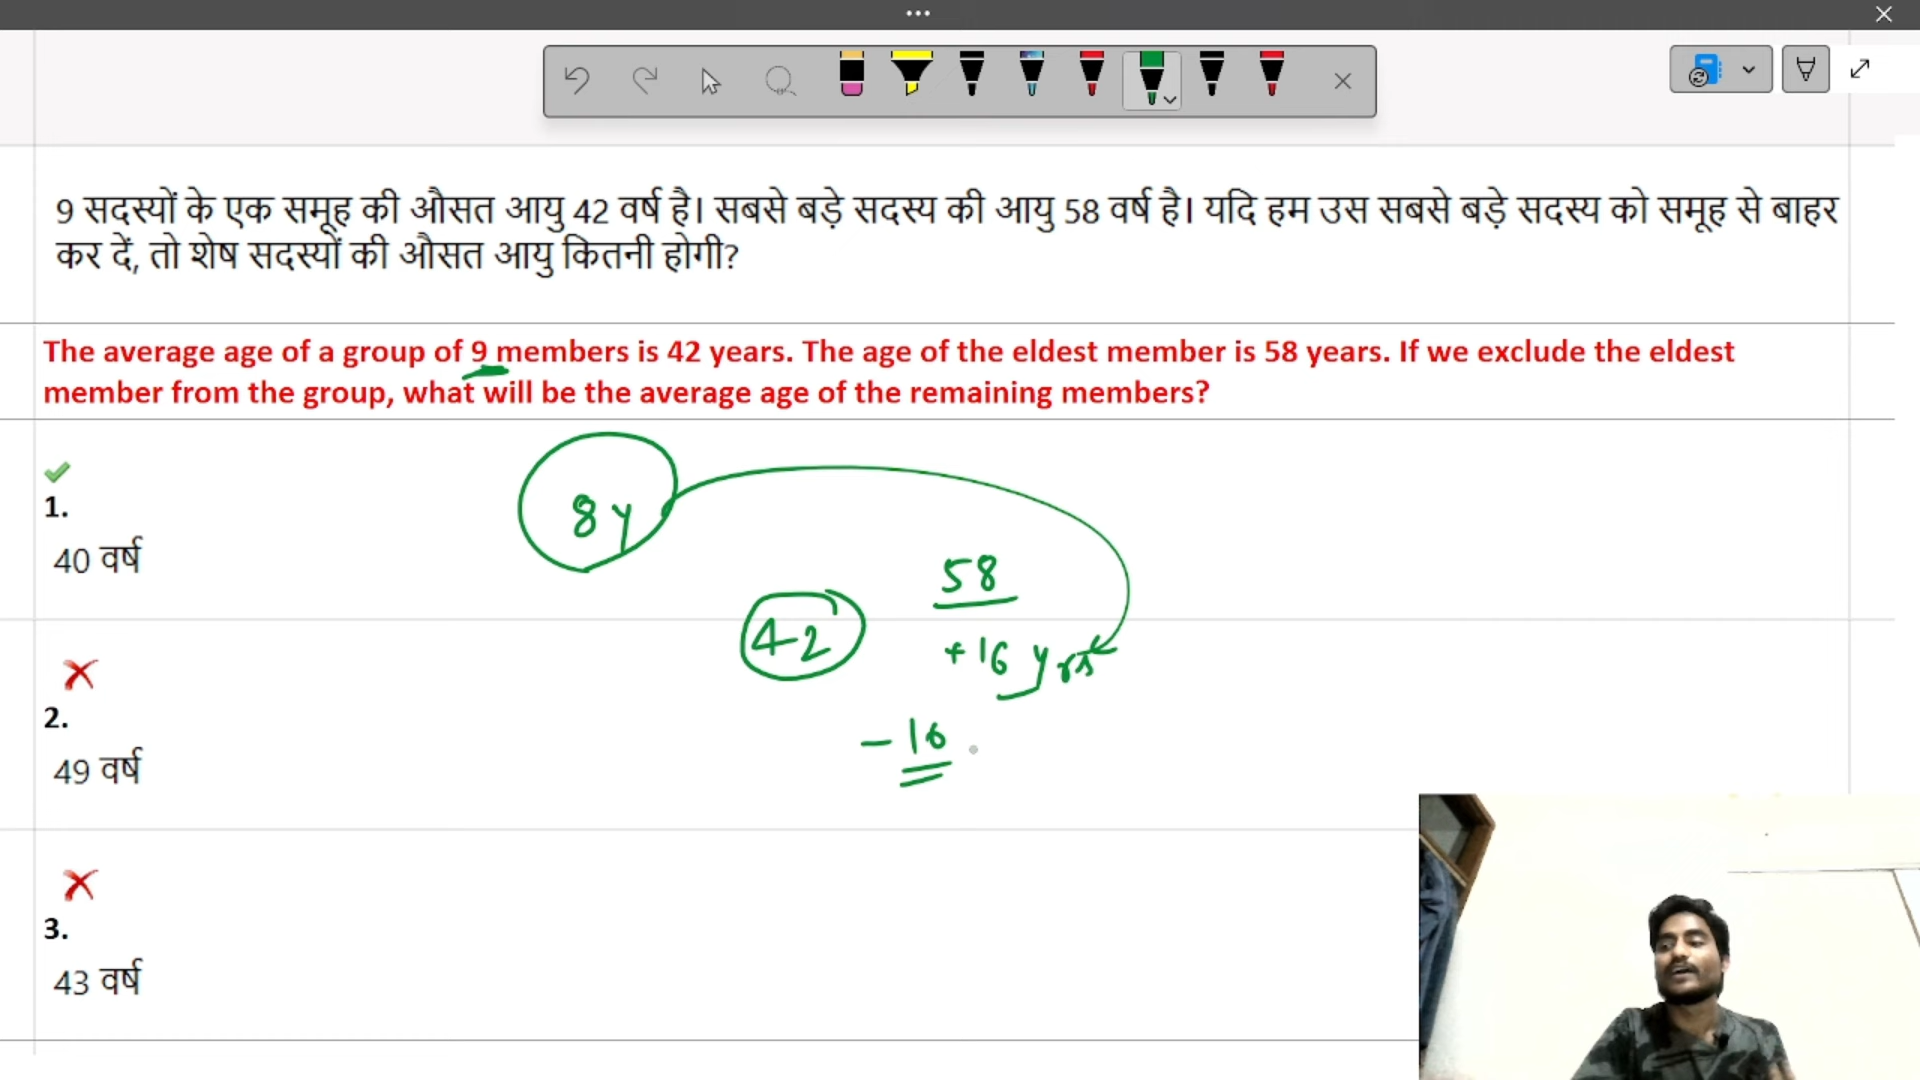 9 सदस्यों के एक समूह की औसत आयु 42 वर्ष है। सबसे बड़े सदस्य की आयु 58 वर्ष है। यदि हम उस सबसे बड़े सदस्य को समूह से बाहर
कर दें, तो शेष सदस्यों की औसत आयु कितनी होगी?
The average age of a group of 9 members is 42 years. The age of the eldest member is 58 years. If we exclude the eldest
member from the group, what will be the average age of the remaining members?
1.
40 वर्ष
8y
58
42
+16 yrs
-16
2.
49 वर्ष
3.
43 वर्ष